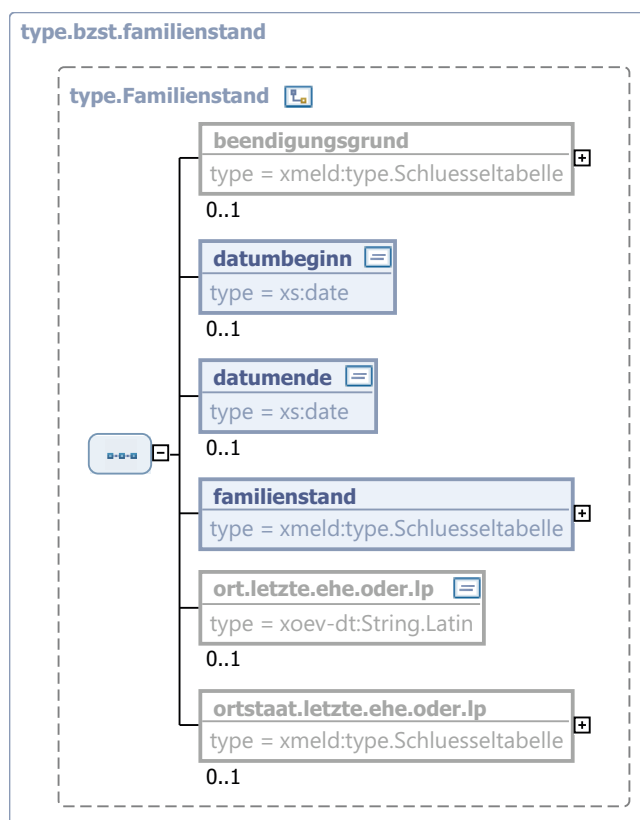 type.bzst.familienstand
type.Familienstand
beendigungsgrund
type = xmeld:type.Schluesseltabelle
0..1
datumbeginn
type = xs:date
0..1
datumende
type = xs:date
0..1
familienstand
type = xmeld:type.Schluesseltabelle
ort.letzte.ehe.oder.lp
type = xoev-dt:String.Latin
0..1
ortstaat.letzte.ehe.oder.lp
type = xmeld:type.Schluesseltabelle
0..1